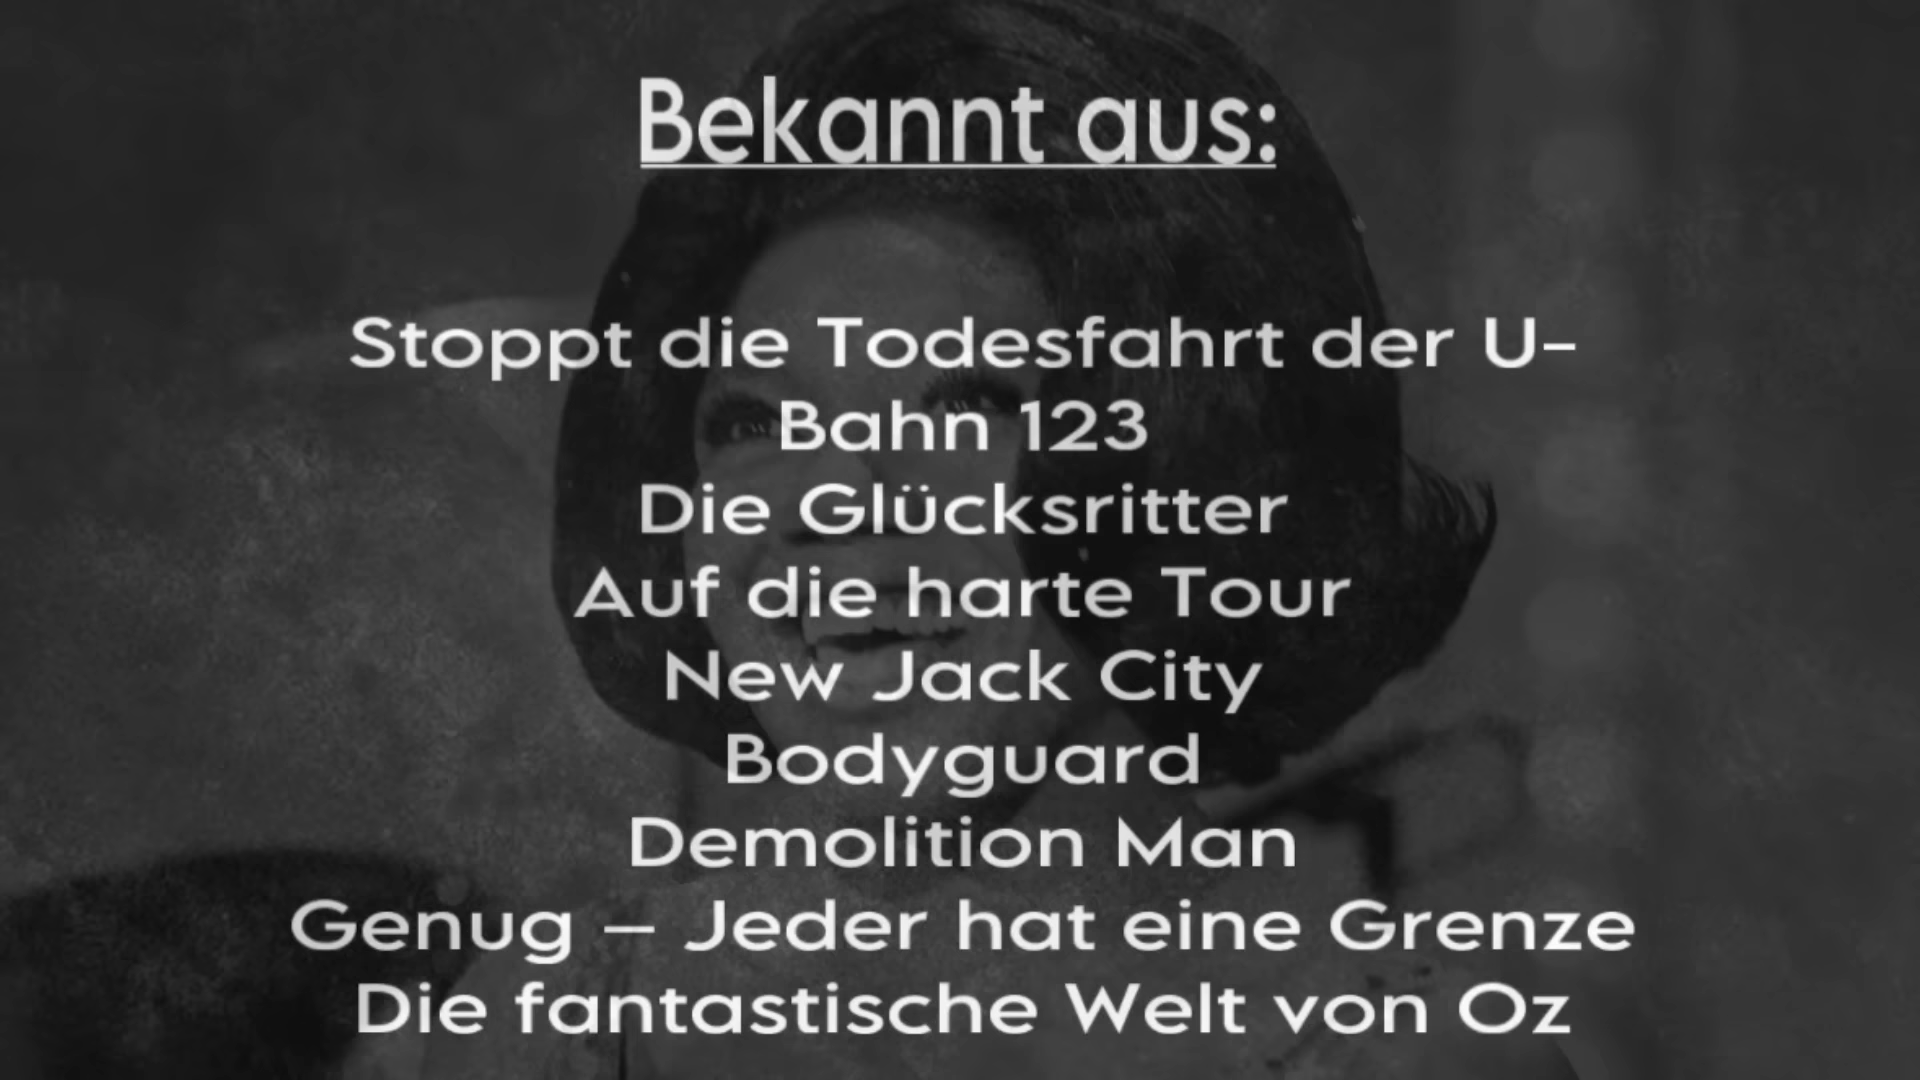 Bekannt aus:
Stoppt die Todesfahrt der U-
Bahn 123
Die Glücksritter
Auf die harte Tour
New Jack City
Bodyguard
Demolition Man
Genug – Jeder hat eine Grenze
Die fantastische Welt von Oz